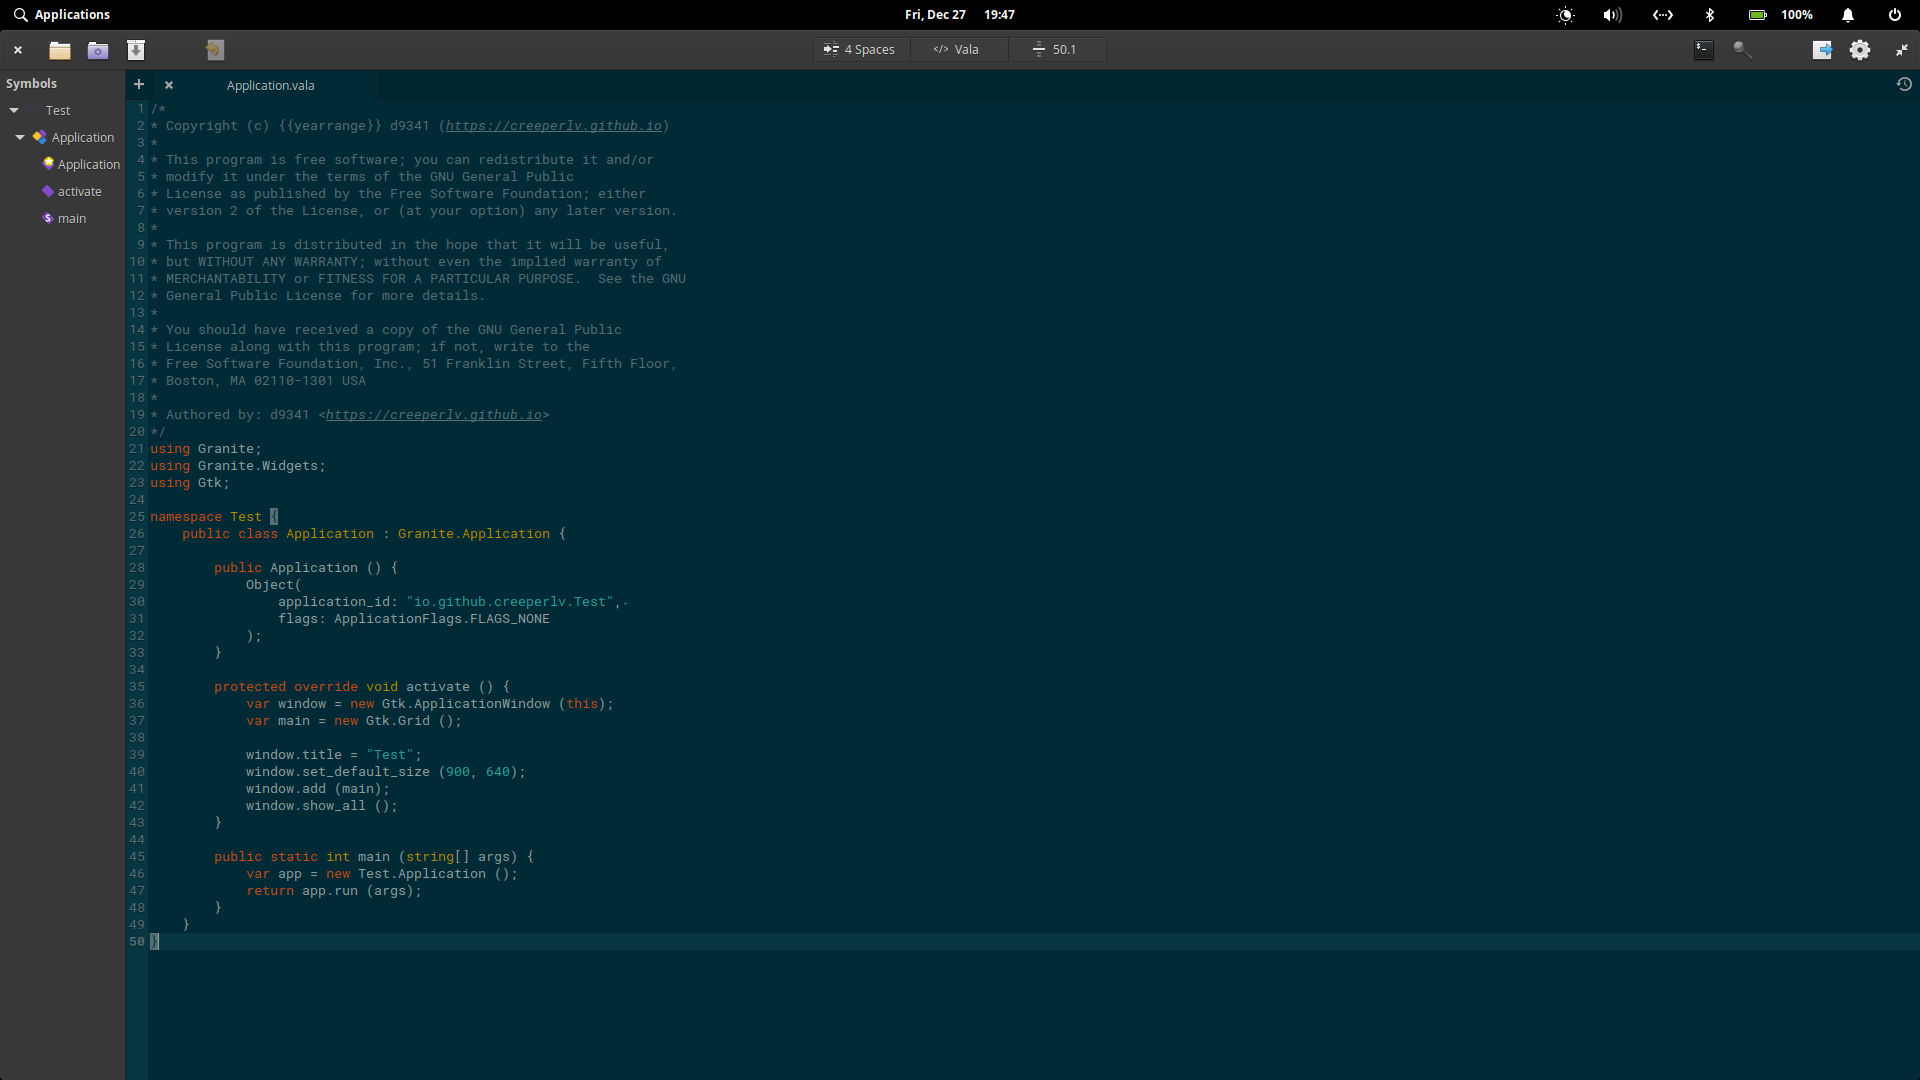 Applications
Fri, Dec 27 19:47
100%
4 Spaces
</> Vala
50.1
Symbols
Test
Application
Application
activate
main
Application.vala
1 /*
2 * Copyright (c) {{yearrange}} d9341 (https://creeperlv.github.io)
3 *
4 * This program is free software; you can redistribute it and/or
5 * modify it under the terms of the GNU General Public
6 * License as published by the Free Software Foundation; either
7 * version 2 of the License, or (at your option) any later version.
8 *
9 * This program is distributed in the hope that it will be useful,
10 * but WITHOUT ANY WARRANTY; without even the implied warranty of
11 * MERCHANTABILITY or FITNESS FOR A PARTICULAR PURPOSE.  See the GNU
12 * General Public License for more details.
13 *
14 * You should have received a copy of the GNU General Public
15 * License along with this program; if not, write to the
16 * Free Software Foundation, Inc., 51 Franklin Street, Fifth Floor,
17 * Boston, MA 02110-1301 USA
18 *
19 * Authored by: d9341 <https://creeperlv.github.io>
20 */
21 using Granite;
22 using Granite.Widgets;
23 using Gtk;
24
25 namespace Test {
26     public class Application : Granite.Application {
27
28         public Application () {
29             Object(
30                 application_id: "io.github.creeperlv.Test",
31                 flags: ApplicationFlags.FLAGS_NONE
32             );
33         }
34
35         protected override void activate () {
36             var window = new Gtk.ApplicationWindow (this);
37             var main = new Gtk.Grid ();
38
39             window.title = "Test";
40             window.set_default_size (900, 640);
41             window.add (main);
42             window.show_all ();
43         }
44
45         public static int main (string[] args) {
46             var app = new Test.Application ();
47             return app.run (args);
48         }
49     }
50 }